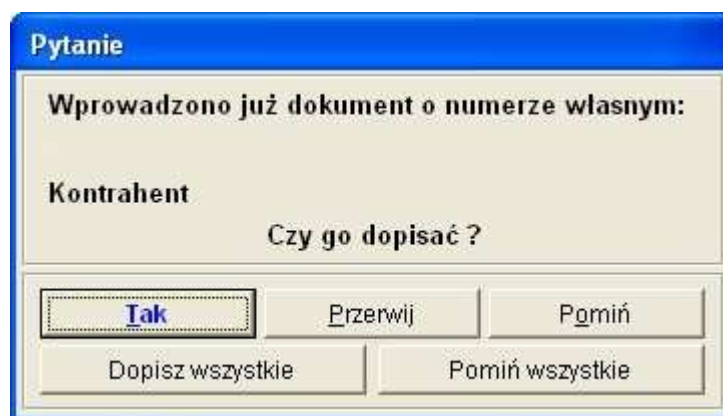 Pytanie
Wprowadzono już dokument o numerze własnym:
Kontrahent
Czy go dopisać ?
Tak Przerwij Pomiń
Dopisz wszystkie Pomiń wszystkie